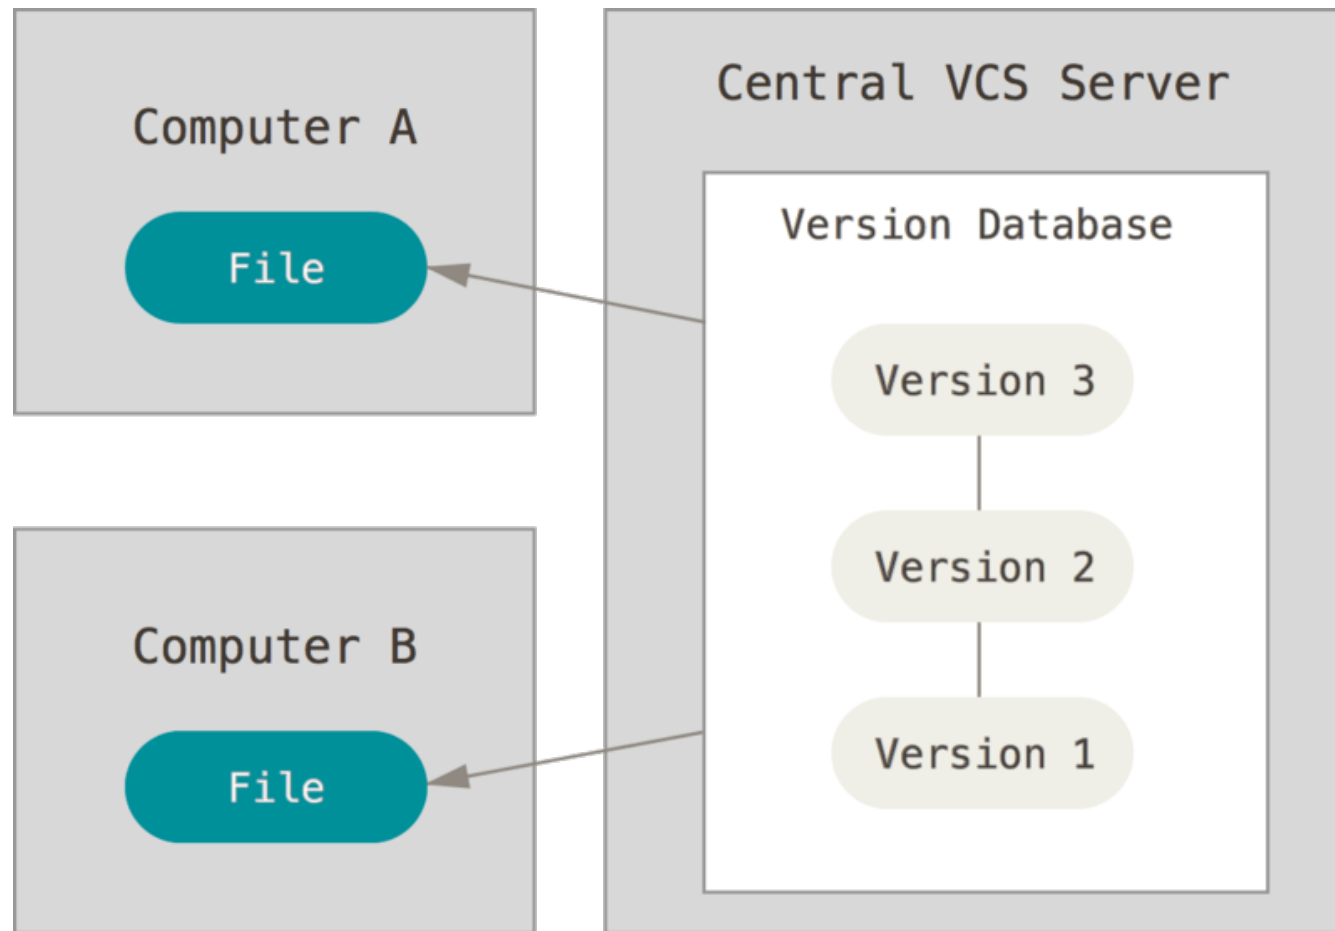 Computer A
File
Computer B
File
Central VCS Server
Version Database
Version 3
Version 2
Version 1